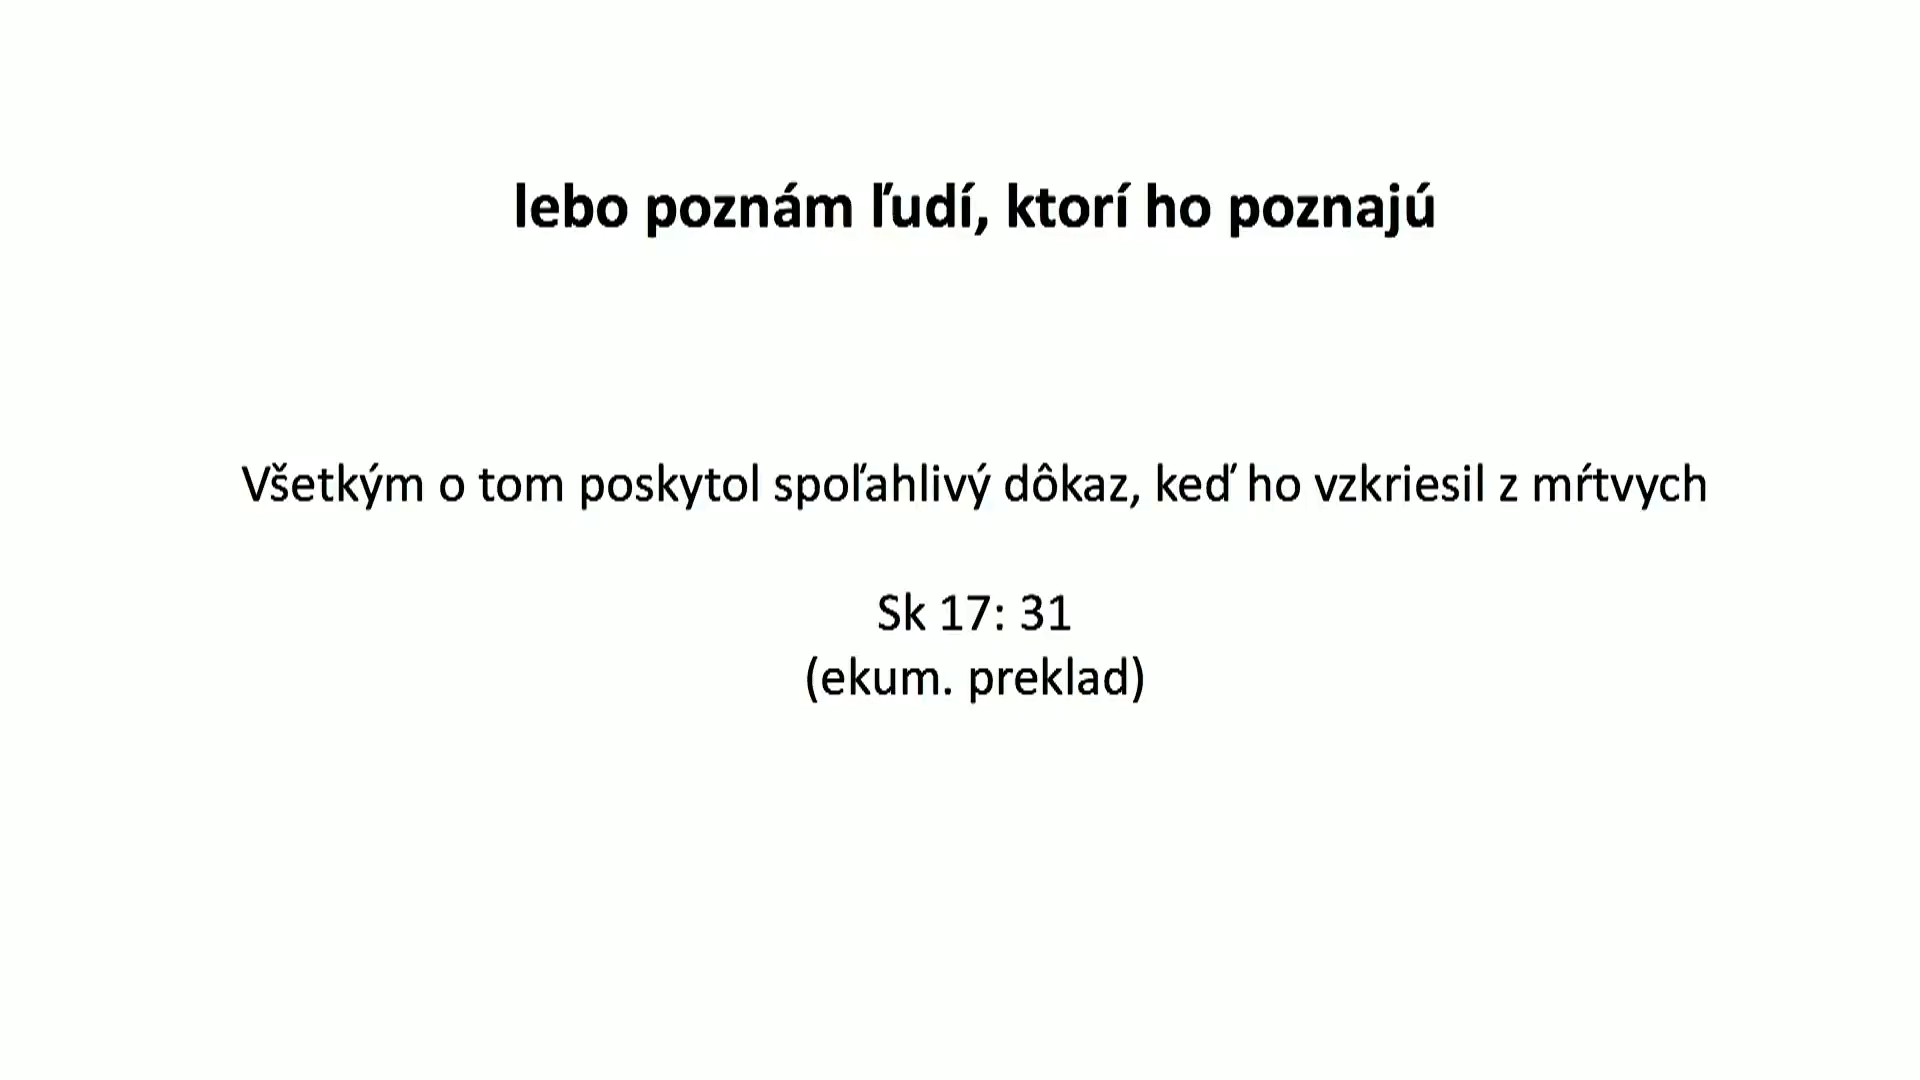 lebo poznám ľudí, ktorí ho poznajú
Všetkým o tom poskytol spoľahlivý dôkaz, keď ho vzkriesil z mŕtvych
Sk 17: 31
(ekum. preklad)